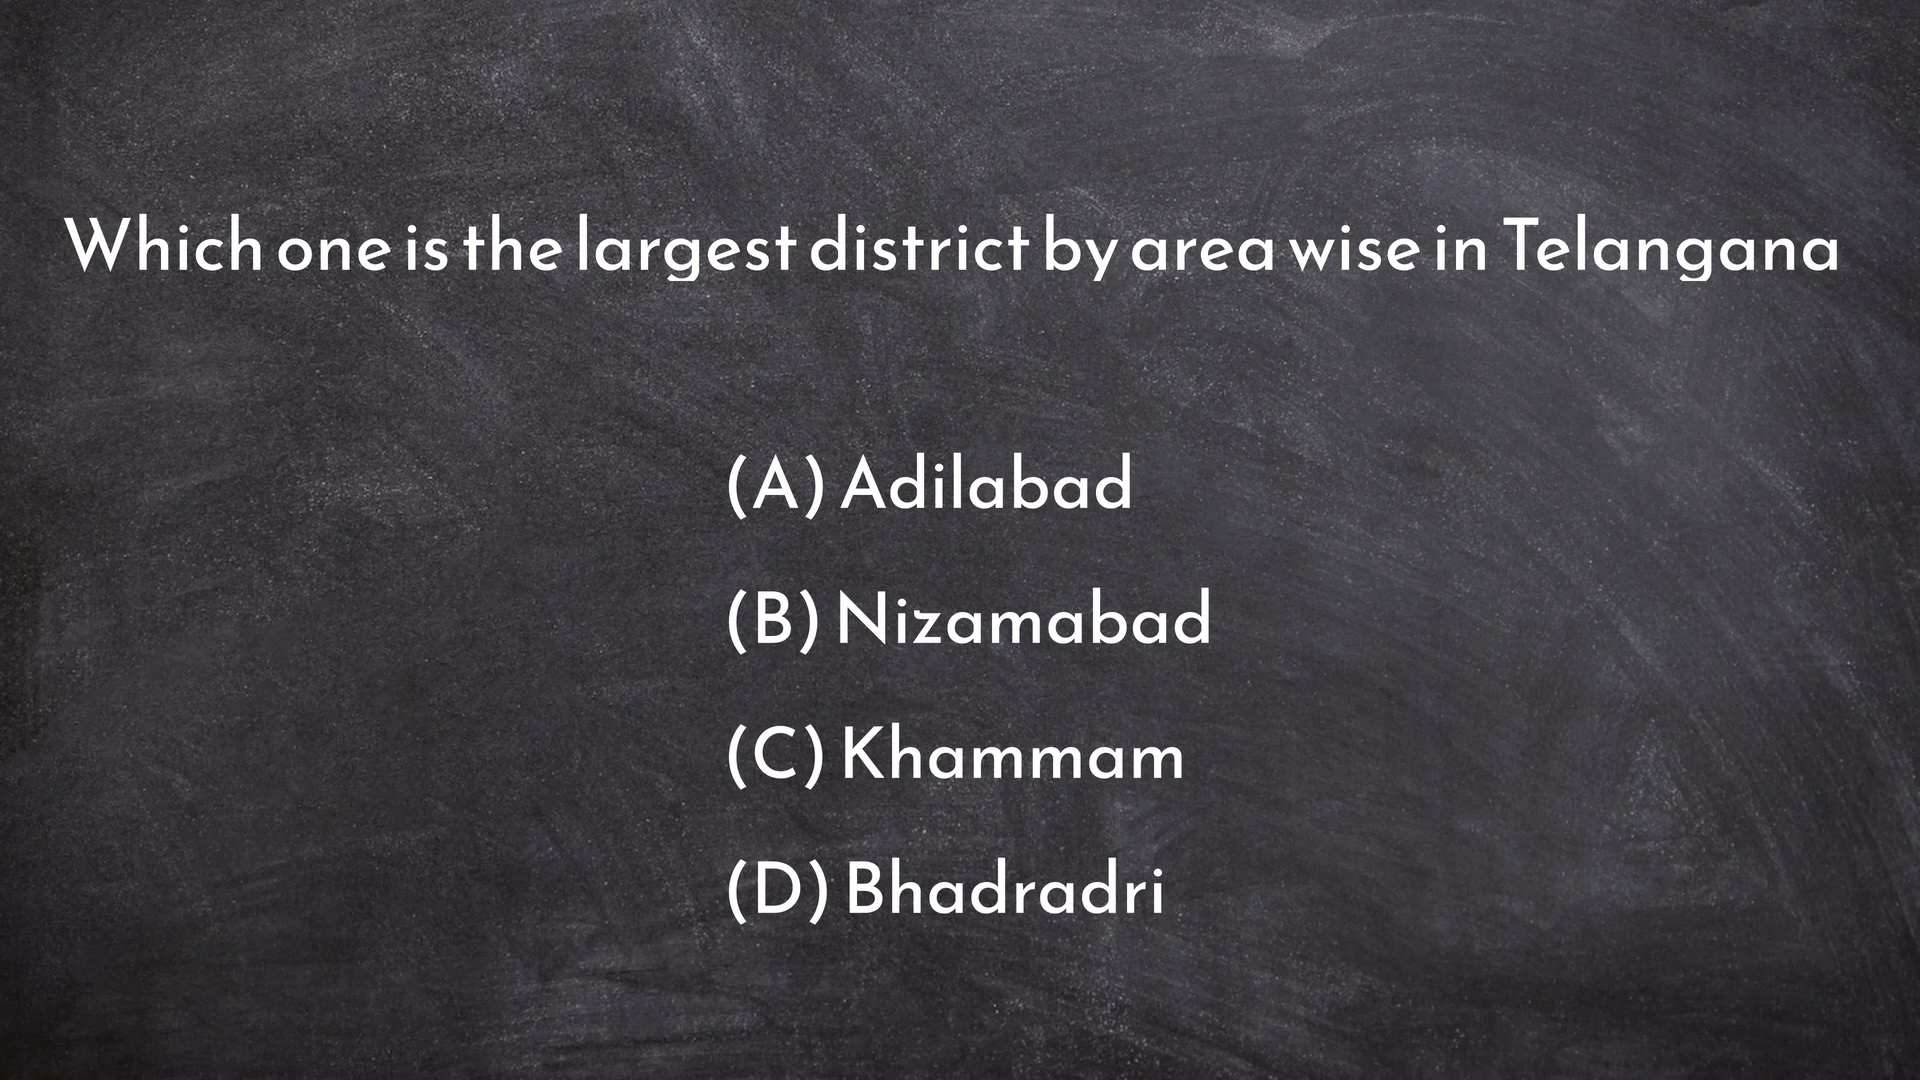 Which one is the largest district by area wise in Telangana
(A) Adilabad
(B) Nizamabad
(C) Khammam
(D) Bhadradri